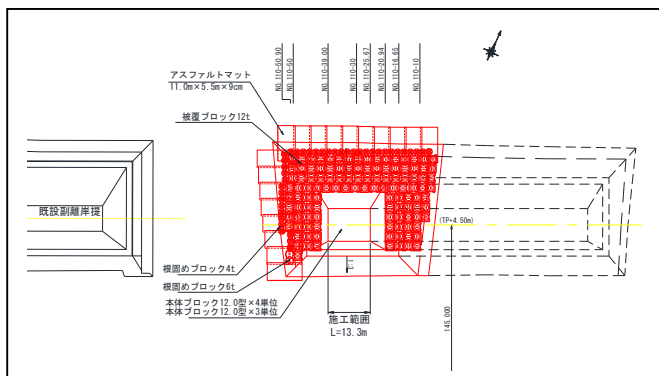 NO.110-50.90
NO.110-50
NO.110-39.00
NO.110-30
NO.110-25.67
NO.110-20.94
NO.110-16.65
NO.110-10
アスファルトマット
11.0m×5.5m×9cm
被覆ブロック12t
既設副離岸堤
(TP+4.50m)
根固めブロック4t
根固めブロック6t
本体ブロック12.0型×4単位
本体ブロック12.0型×3単位
施工範囲
L=13.3m
145.000